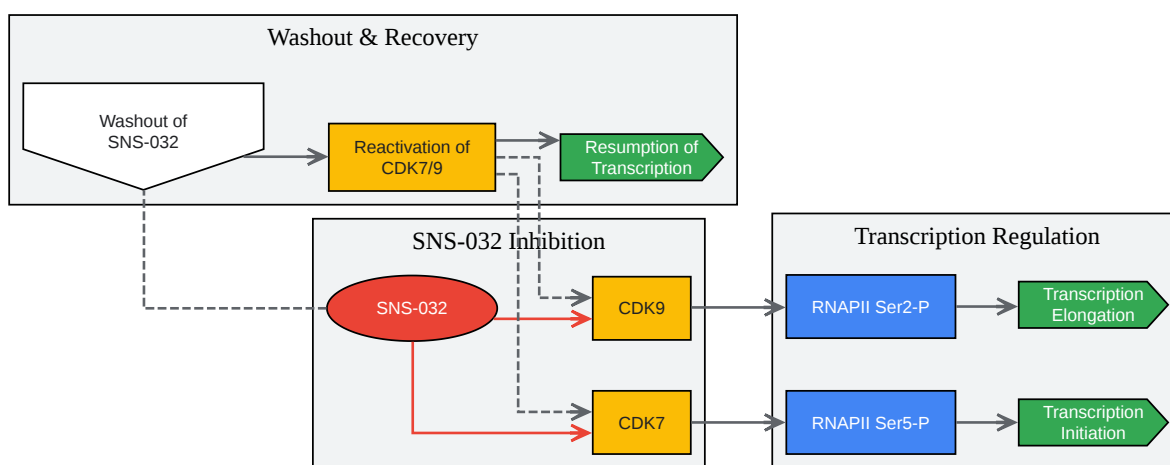 Washout & Recovery
Washout of
SNS-032
Reactivation of
CDK7/9
Resumption of
Transcription
SNS-032 Inhibition
SNS-032
CDK9
CDK7
Transcription Regulation
RNAPII Ser2-P
Transcription
Elongation
RNAPII Ser5-P
Transcription
Initiation